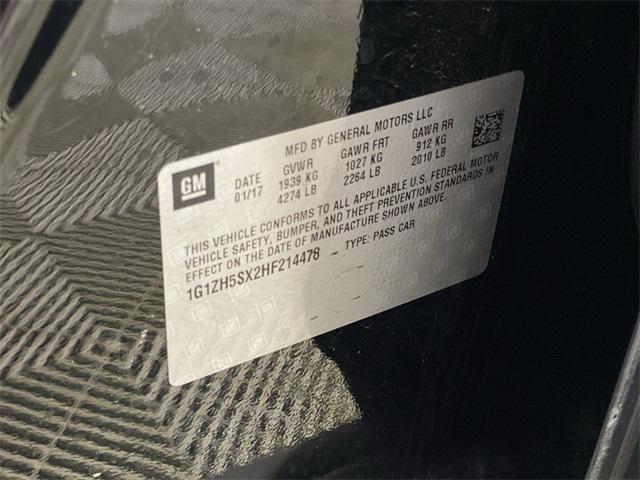 MFD BY GENERAL MOTORS LLC
GM
DATE GVWR GAWR FRT GAWR RR
01/17 1939 KG 1027 KG 912 KG
4274 LB 2264 LB 2010 LB
THIS VEHICLE CONFORMS TO ALL APPLICABLE U.S. FEDERAL MOTOR
VEHICLE SAFETY, BUMPER, AND THEFT PREVENTION STANDARDS IN
EFFECT ON THE DATE OF MANUFACTURE SHOWN ABOVE.
1G1ZH5SX2HF214478 - TYPE: PASS CAR